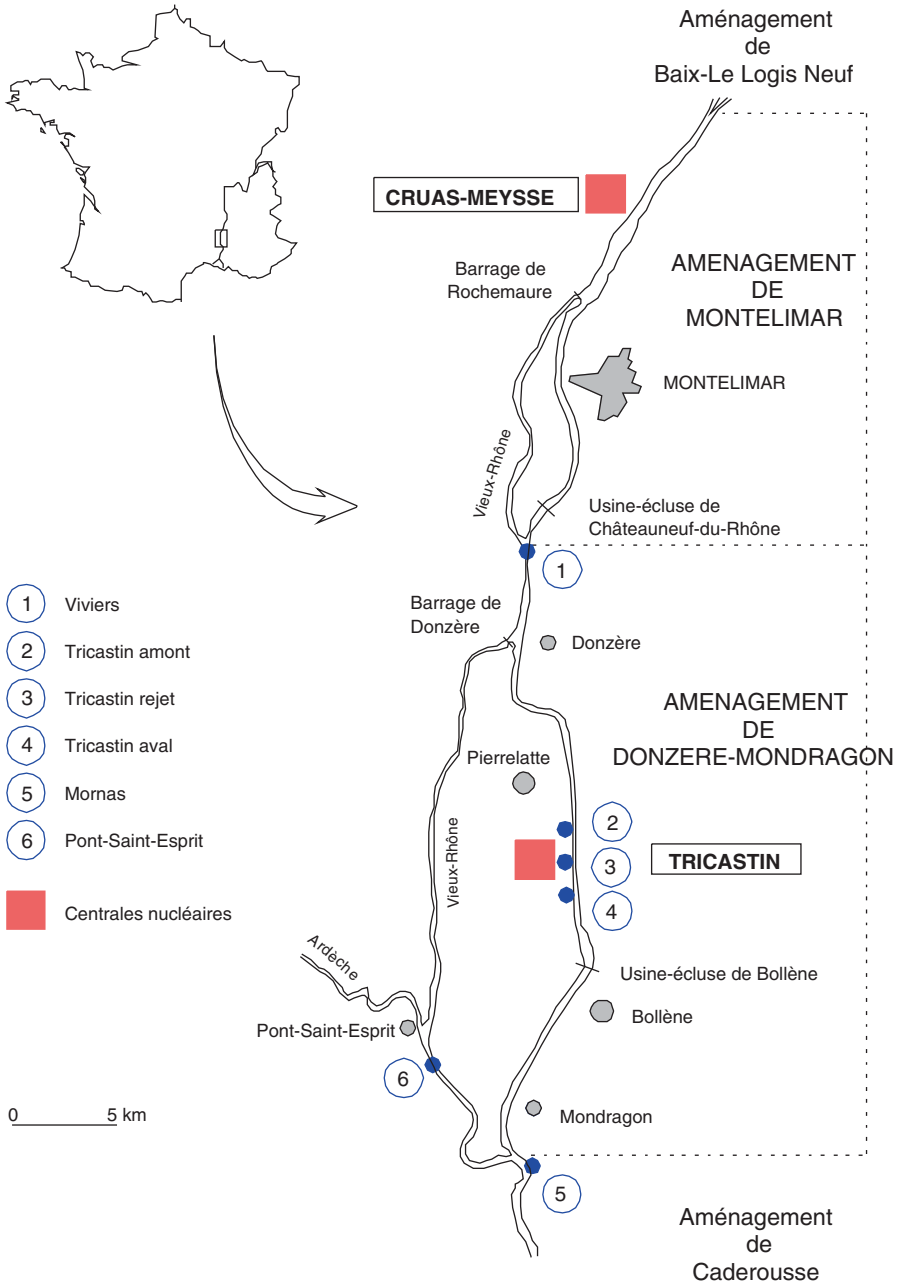 Aménagement
de
Baix-Le Logis Neuf
CRUAS-MEYSSE
Barrage de
Rochemaure
AMENAGEMENT
DE
MONTELIMAR
MONTELIMAR
Vieux-Rhône
Usine-écluse de
Châteauneuf-du-Rhône
1
Barrage de
Donzère
Donzère
1 Viviers
2 Tricastin amont
3 Tricastin rejet
4 Tricastin aval
5 Mornas
6 Pont-Saint-Esprit
Centrales nucléaires
AMENAGEMENT
DE
DONZERE-MONDRAGON
Pierrelatte
2
3
4
TRICASTIN
Vieux-Rhône
Ardèche
Usine-écluse de Bollène
Bollène
Pont-Saint-Esprit
6
0 5 km
Mondragon
5
Aménagement
de
Caderousse